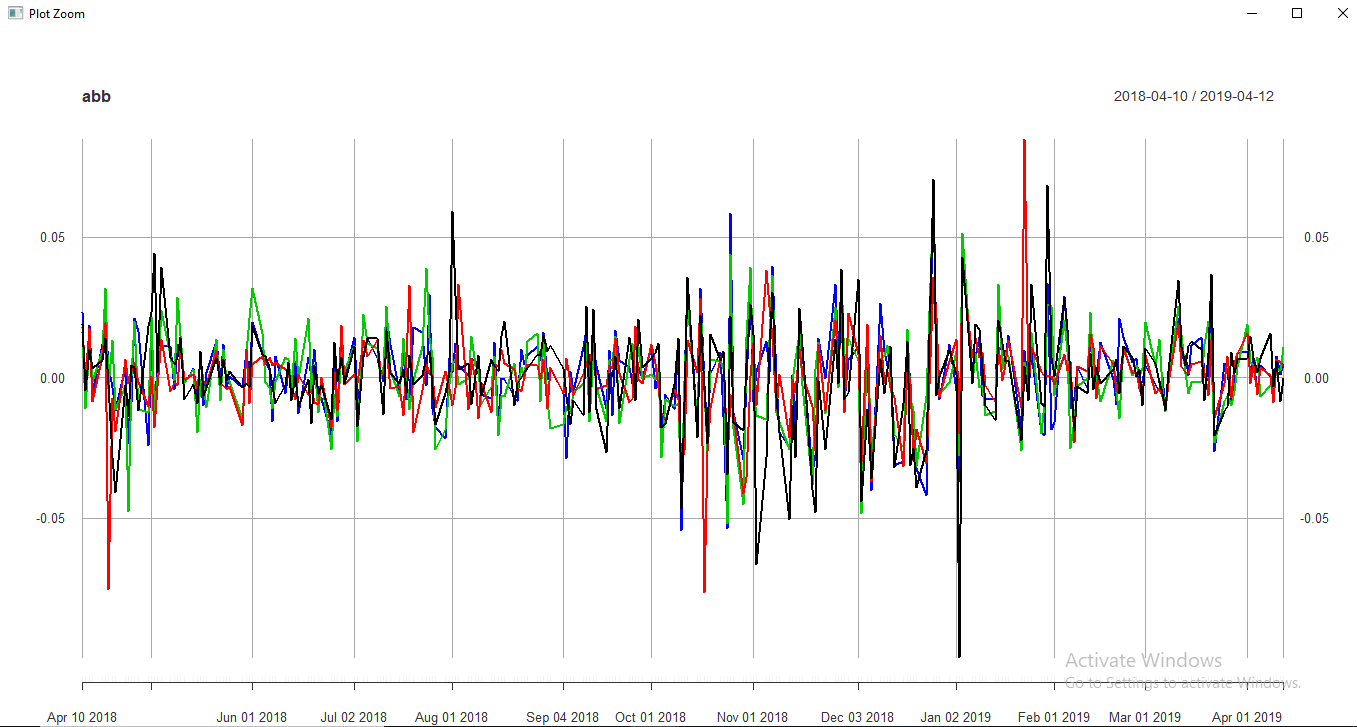 Plot Zoom
abb
2018-04-10 / 2019-04-12
0.05
0.05
0.00
0.00
-0.05
-0.05
Activate Windows
Go to Settings to activate Windows.
Apr 10 2018
Jun 01 2018
Jul 02 2018
Aug 01 2018
Sep 04 2018
Oct 01 2018
Nov 01 2018
Dec 03 2018
Jan 02 2019
Feb 01 2019
Mar 01 2019
Apr 01 2019